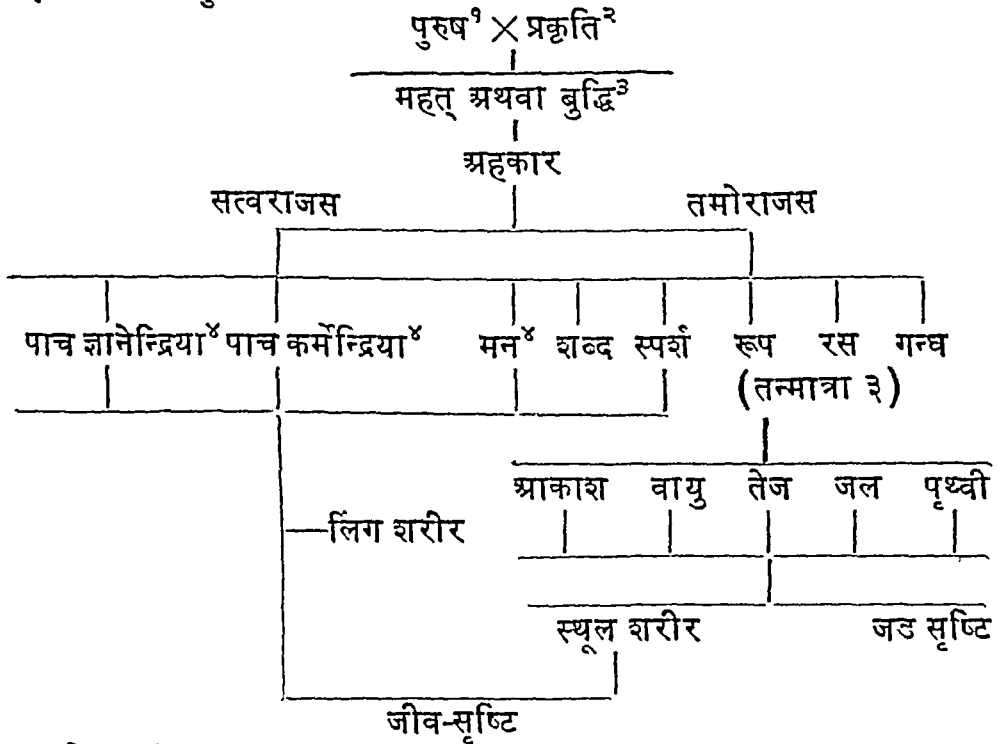 पुरुष¹ × प्रकृति²
महत् अथवा बुद्धि³
अहकार
सत्वराजस तमोराजस
पाच ज्ञानेन्द्रिया⁴ पाच कर्मेन्द्रिया⁴ मन⁴ शब्द स्पर्श रूप रस गन्ध
(तन्मात्रा ३)
आकाश वायु तेज जल पृथ्वी
लिंग शरीर
स्थूल शरीर जड सृष्टि
जीव-सृष्टि